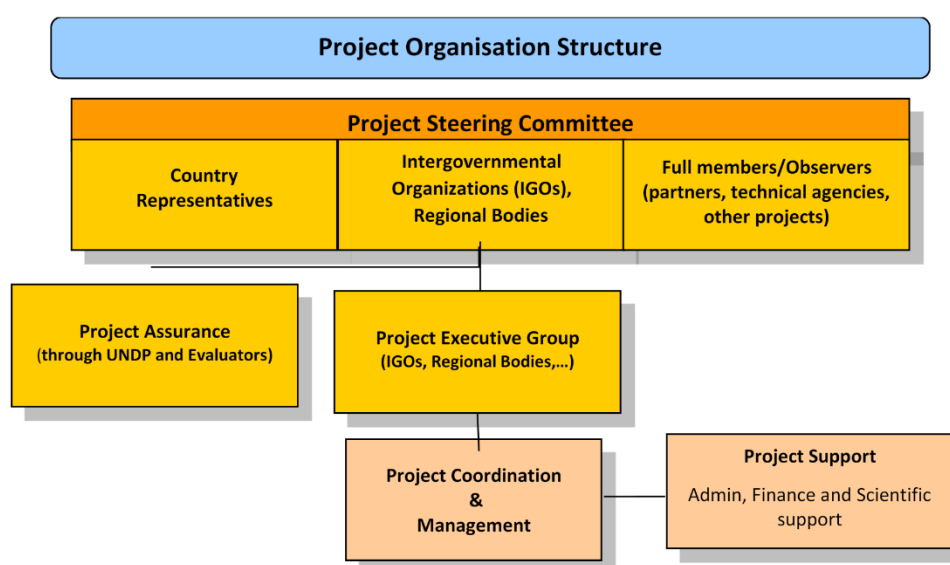 Project Organisation Structure
Project Steering Committee
Country
Representatives
Intergovernmental
Organizations (IGOs),
Regional Bodies
Full members/Observers
(partners, technical agencies,
other projects)
Project Assurance
(through UNDP and Evaluators)
Project Executive Group
(IGOs, Regional Bodies,...)
Project Coordination
&
Management
Project Support
Admin, Finance and Scientific
support